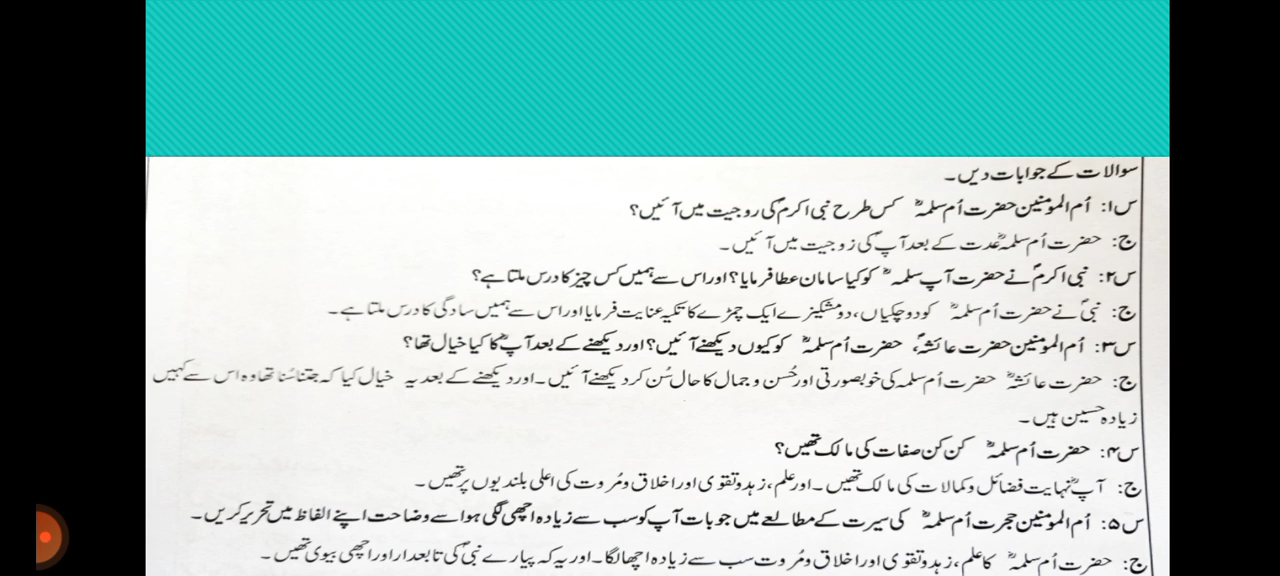 سوالات کے جوابات دیں۔
س۱: اُم المومنین حضرت اُم سلمہؓ کس طرح نبی اکرمؐ کی روجیت میں آئیں؟
ج: حضرت اُم سلمہؓ عدت کے بعد آپؐ کی زوجیت میں آئیں۔
س۲: نبی اکرمؐ نے حضرت آپ سلمہؓ کو کیا سامان عطا فرمایا؟ اور اس سے ہمیں کس چیز کا درس ملتا ہے؟
ج: نبیؐ نے حضرت اُم سلمہؓ کو دو چکیاں، دو مشکیزے ایک چمڑے کا تکیہ عنایت فرمایا اور اس سے ہمیں سادگی کا درس ملتا ہے۔
س۳: اُم المومنین حضرت عائشہؓ، حضرت اُم سلمہؓ کو کیوں دیکھنے آئیں؟ اور دیکھنے کے بعد آپؓ کا کیا خیال تھا؟
ج: حضرت عائشہؓ حضرت اُم سلمہ کی خوبصورتی اور حُسن و جمال کا حال سُن کر دیکھنے آئیں۔ اور دیکھنے کے بعد یہ خیال کیا کہ جتنا سُنا تھا وہ اس سے کہیں
زیادہ حسین ہیں۔
س۴: حضرت اُم سلمہؓ کن کن صفات کی مالک تھیں؟
ج: آپؓ نہایت فضائل و کمالات کی مالک تھیں۔ اور علم، زہد و تقوی اور اخلاق و مُروت کی اعلی بلندیوں پر تھیں۔
س۵: اُم المومنین حجرت اُم سلمہؓ کی سیرت کے مطالعے میں جو بات آپ کو سب سے زیادہ اچھی لگی ہو اسے وضاحت اپنے الفاظ میں تحریر کریں۔
ج: حضرت اُم سلمہؓ کا علم، زہد و تقوی اور اخلاق و مُروت سب سے زیادہ اچھا لگا۔ اور یہ کہ پیارے نبیؐ کی تابعدار اور اچھی بیوی تھیں۔